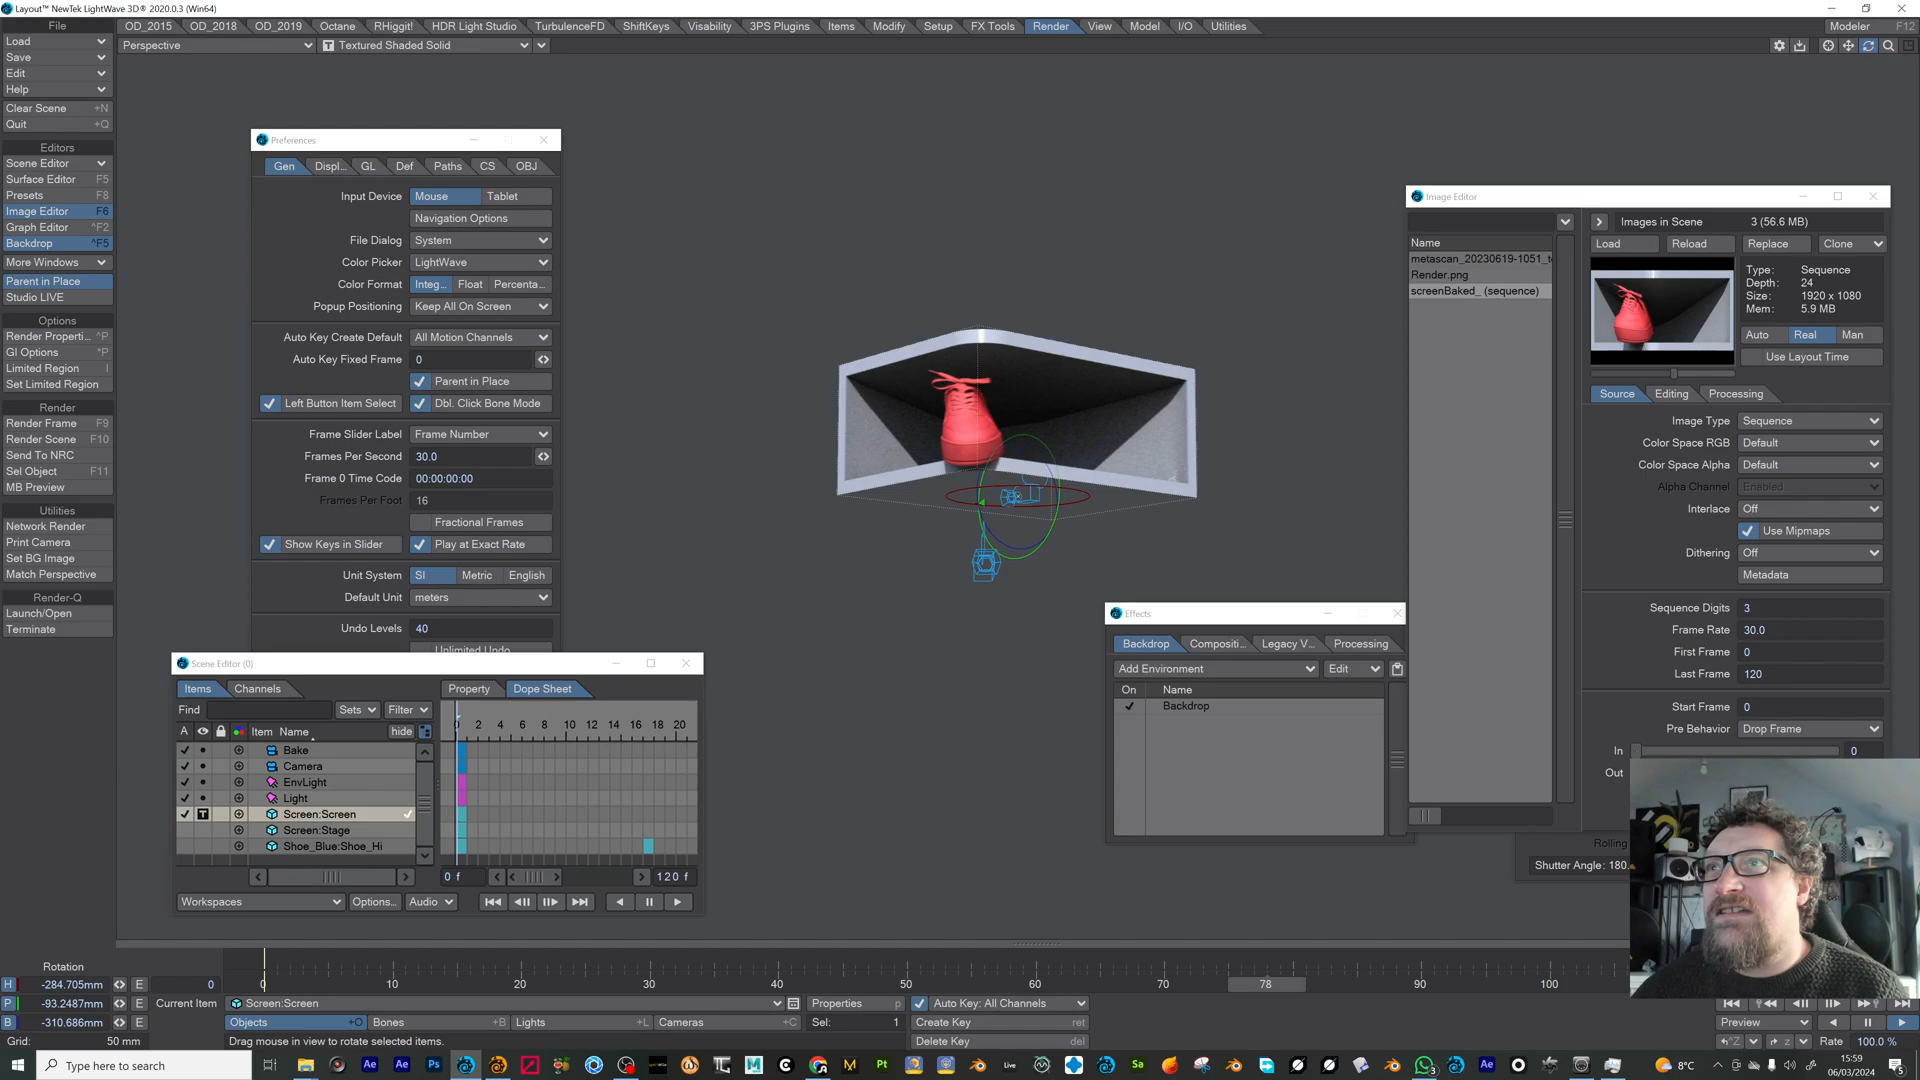 Layout™ NewTek LightWave 3D® 2020.0.3 (Win64)
File OD_2015 OD_2018 OD_2019 Octane RHiggit! HDR Light Studio TurbulenceFD ShiftKeys Visability 3PS Plugins Items Modify Setup FX Tools Render View Model I/O Utilities Modeler F12
Load Perspective Textured Shaded Solid
Save
Edit
Help
Clear Scene +N
Quit +Q
Editors
Scene Editor
Surface Editor F5
Presets F8
Image Editor F6
Graph Editor ^F2
Backdrop ^F5
More Windows
Parent in Place
Studio LIVE
Options
Render Properti... ^P
GI Options *P
Limited Region l
Set Limited Region
Render
Render Frame F9
Render Scene F10
Send To NRC
Sel Object F11
MB Preview
Utilities
Network Render
Print Camera
Set BG Image
Match Perspective
Render-Q
Launch/Open
Terminate
Preferences
Gen Displ... GL Def Paths CS OBJ
Input Device Mouse Tablet
Navigation Options
File Dialog System
Color Picker LightWave
Color Format Integ... Float Percenta...
Popup Positioning Keep All On Screen
Auto Key Create Default All Motion Channels
Auto Key Fixed Frame 0
Parent in Place
Left Button Item Select Dbl. Click Bone Mode
Frame Slider Label Frame Number
Frames Per Second 30.0
Frame 0 Time Code 00:00:00:00
Frames Per Foot 16
Fractional Frames
Show Keys in Slider Play at Exact Rate
Unit System SI Metric English
Default Unit meters
Undo Levels 40
Unlimited Undo
Scene Editor (0)
Items Channels Property Dope Sheet
Find Sets Filter
0 2 4 6 8 10 12 14 16 18 20
A Item Name hide
Bake
Camera
EnvLight
Light
Screen:Screen
Screen:Stage
Shoe_Blue:Shoe_Hi
0 f 120 f
Workspaces Options... Audio
Effects
Backdrop Compositi... Legacy V... Processing
Add Environment Edit
On Name
Backdrop
Image Editor
Images in Scene 3 (56.6 MB)
Name Load Reload Replace Clone
metascan_20230619-1051_t
Render.png
screenBaked_ (sequence)
Type: Sequence
Depth: 24
Size: 1920 x 1080
Mem: 5.9 MB
Auto Real Man
Use Layout Time
Source Editing Processing
Image Type Sequence
Color Space RGB Default
Color Space Alpha Default
Alpha Channel Enabled
Interlace Off
Use Mipmaps
Dithering Off
Metadata
Sequence Digits 3
Frame Rate 30.0
First Frame 0
Last Frame 120
Start Frame 0
Pre Behavior Drop Frame
In 0
Out
Rolling
Shutter Angle: 180.
Rotation
H -284.705mm E 0 0 10 20 30 40 50 60 70 78 90 100
P -93.2487mm E Current Item Screen:Screen Properties p Auto Key: All Channels
B -310.686mm E Objects +O Bones +B Lights +L Cameras +C Sel: 1 Create Key ret Preview
Grid: 50 mm Drag mouse in view to rotate selected items. Delete Key del ^Z z Rate 100.0 %
Type here to search 8°C 15:59
06/03/2024